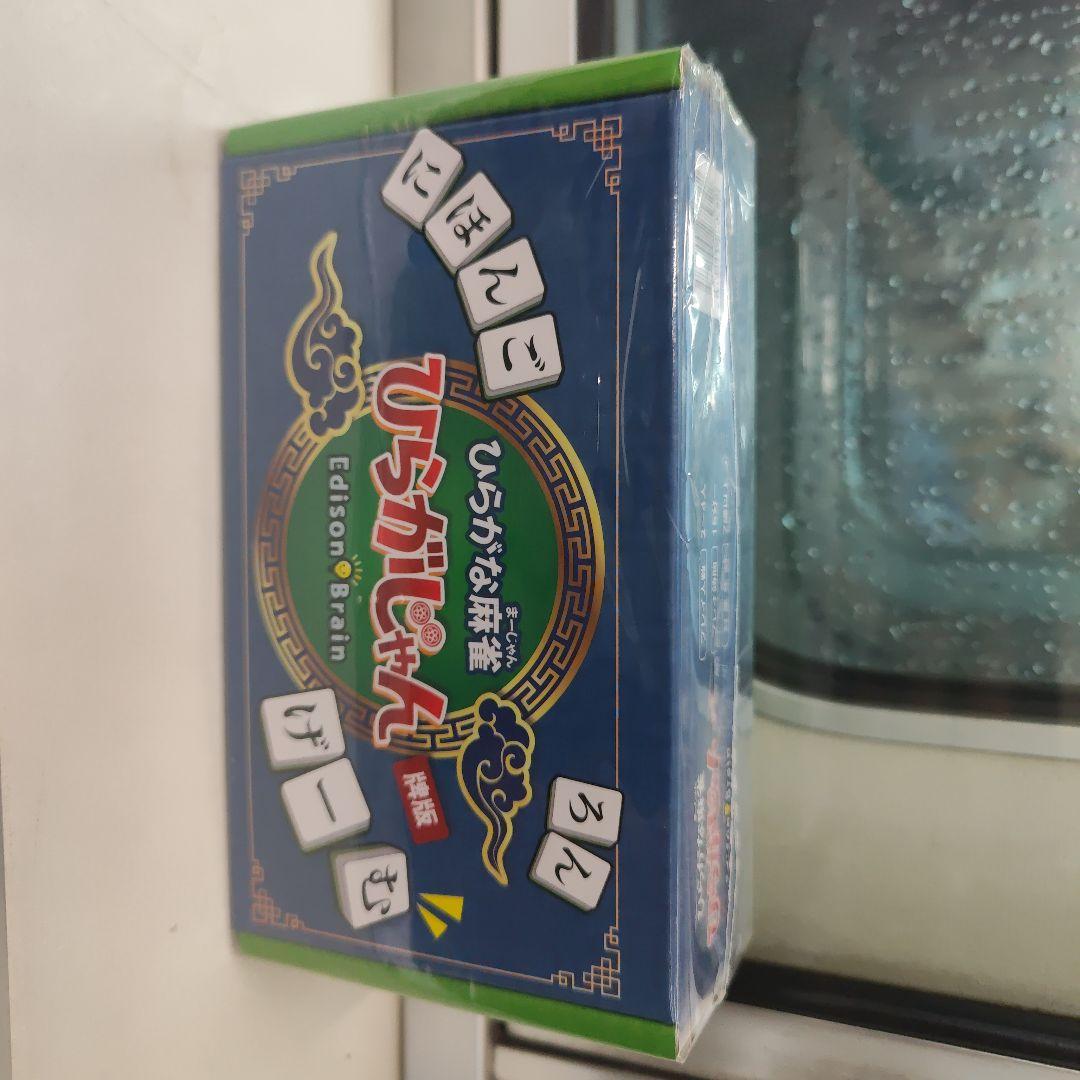 にほんご
ろん
ひらがな麻雀
まーじゃん
ひらがじゃん
牌版
Edison Brain
げーむ